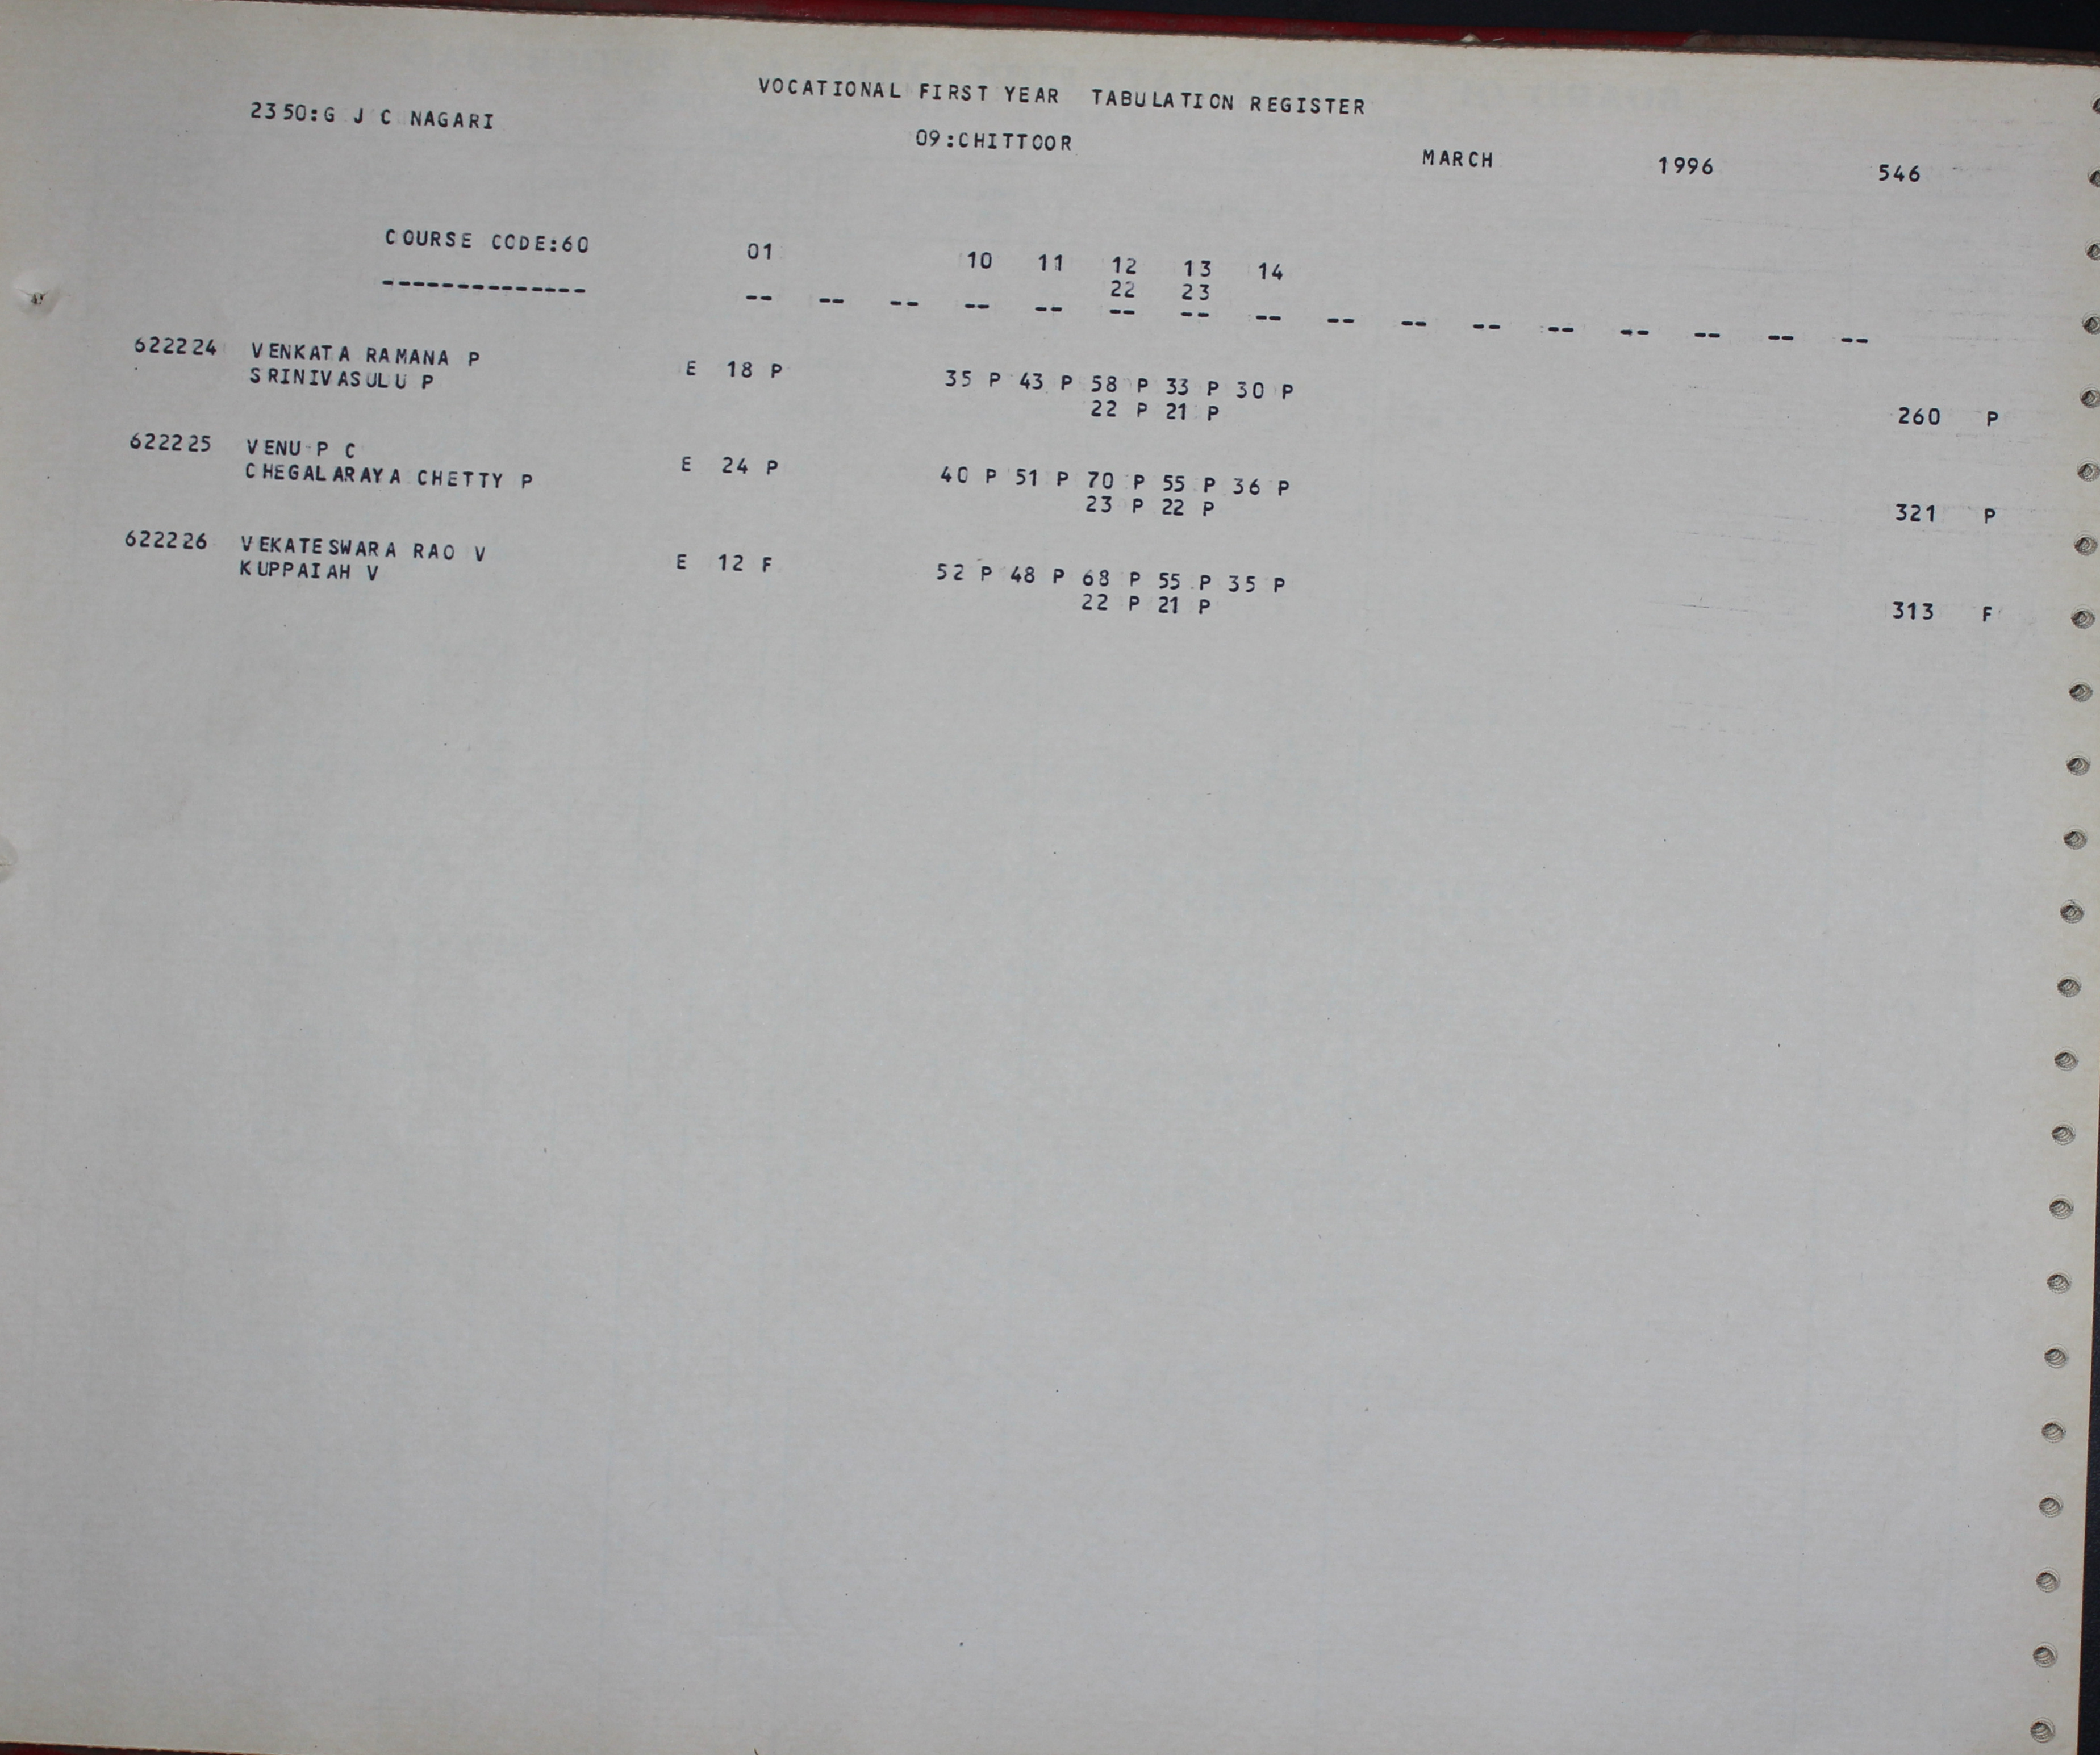 VOCATIONAL FIRST YEAR TABULATION REGISTER
2350:G J C NAGARI 09:CHITTOOR MARCH 1996 546
COURSE CODE:60 01 10 11 12 13 14
22 23
-------------- -- -- -- -- -- -- -- -- -- -- -- -- -- -- -- --
622224 VENKATA RAMANA P E 18 P 35 P 43 P 58 P 33 P 30 P
SRINIVASULU P 22 P 21 P 260 P
622225 VENU P C E 24 P 40 P 51 P 70 P 55 P 36 P
CHEGALARAYA CHETTY P 23 P 22 P 321 P
622226 VEKATESWARA RAO V E 12 F 52 P 48 P 68 P 55 P 35 P
KUPPAIAH V 22 P 21 P 313 F